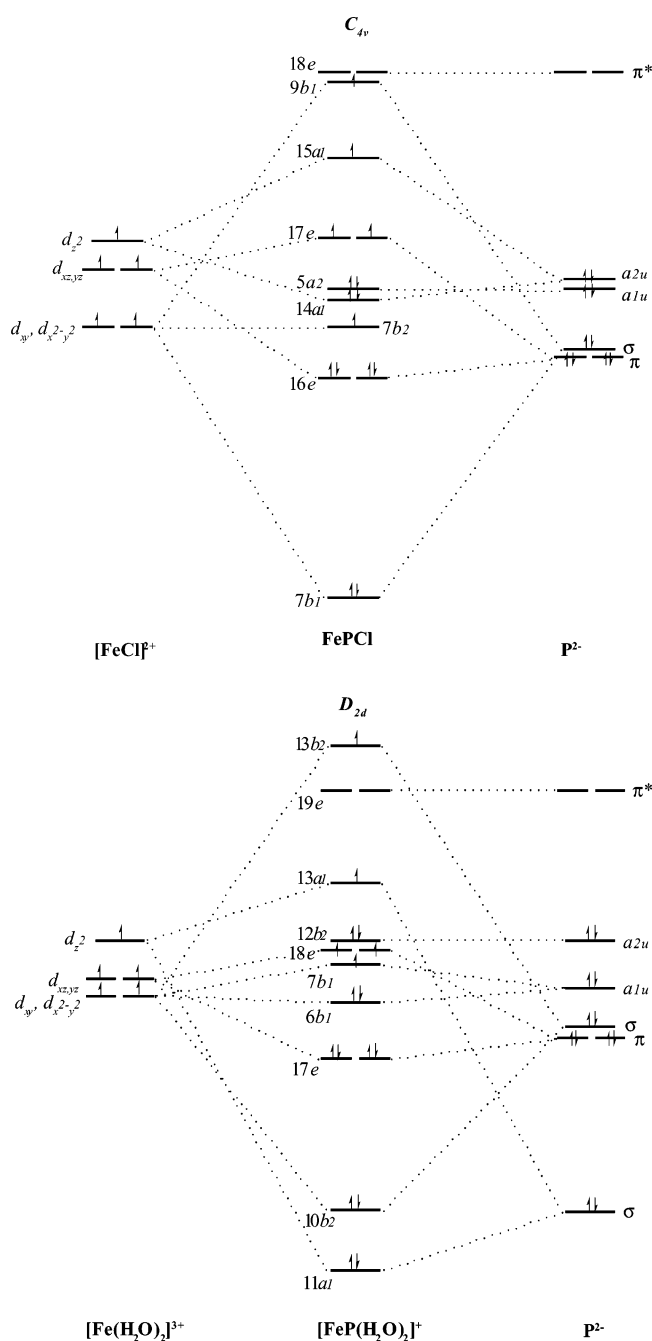 C4v
18e π*
9b1
15a1
17e
dz2
dxz,yz
5a2 a2u
14a1 a1u
dxy, dx2-y2 7b2
σ
16e π
7b1
[FeCl]2+ FePCl P2-
D2d
13b2
19e π*
13a1
12b2
dz2 18e a2u
dxz,yz 7b1 a1u
dxy, dx2-y2 6b1
σ
17e π
10b2 σ
11a1
[Fe(H2O)2]3+ [FeP(H2O)2]+ P2-